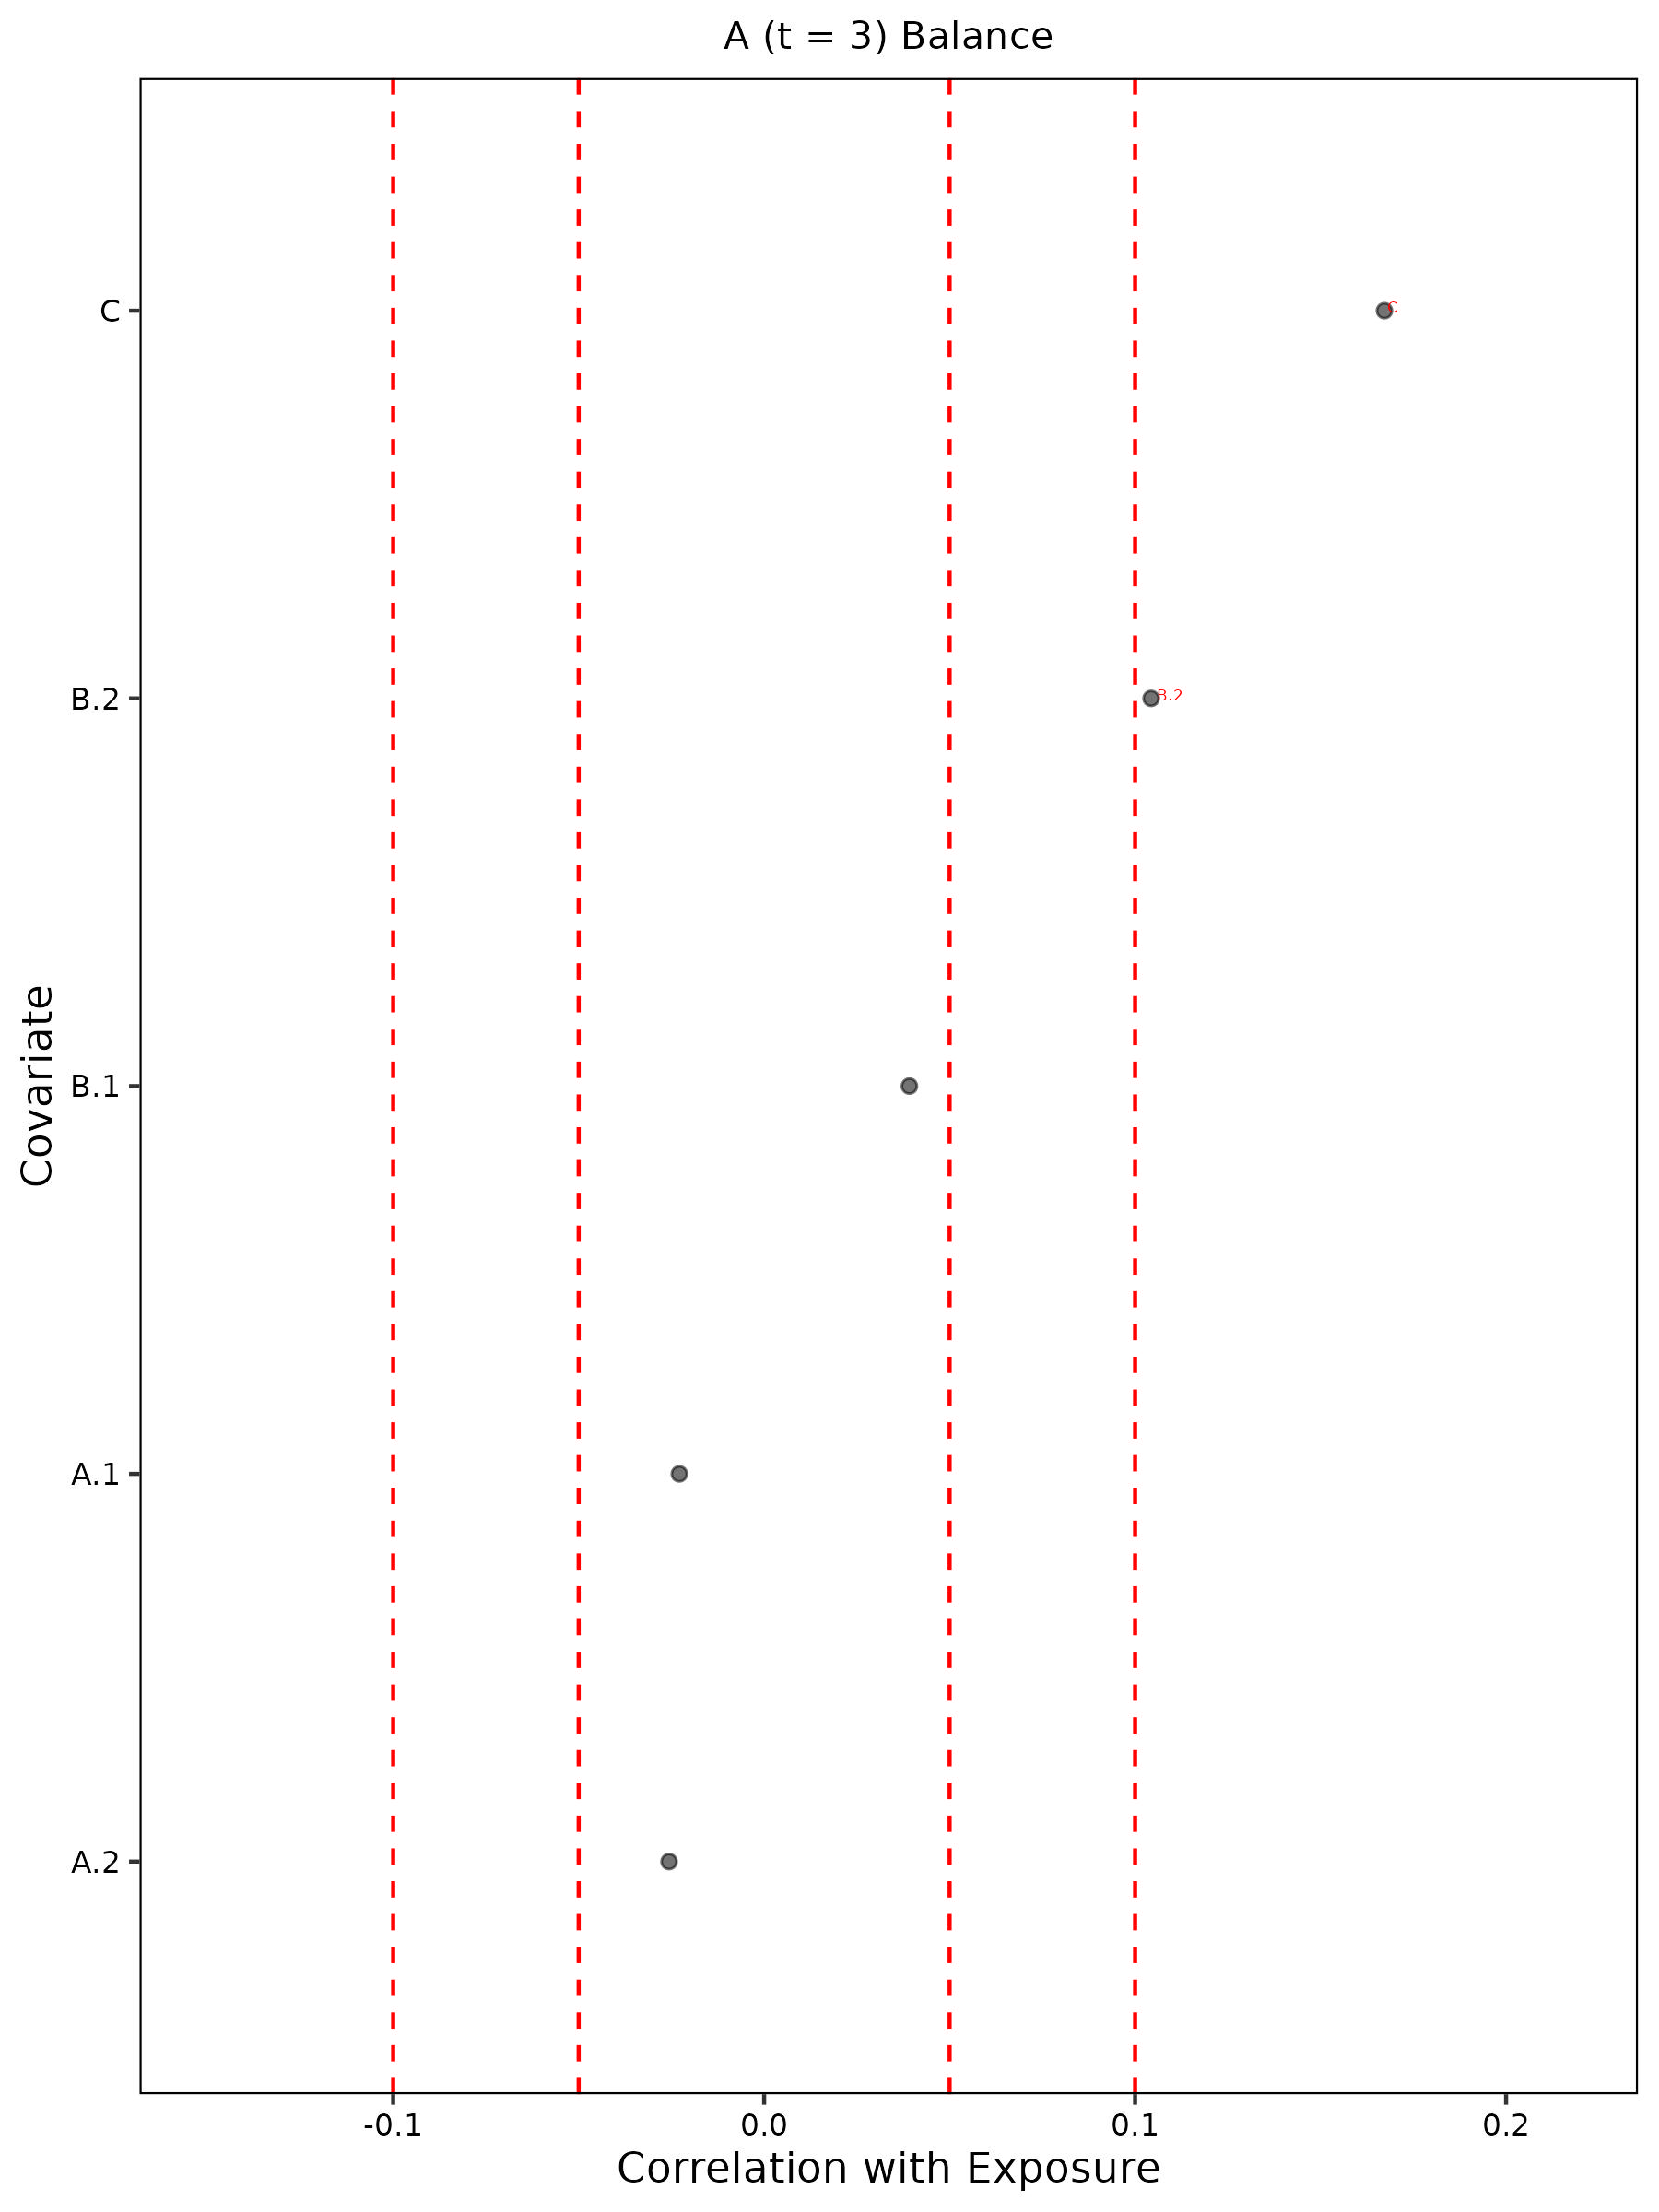 A (t = 3) Balance
C
C
B.2
B.2
B.1
A.1
A.2
Covariate
-0.1
0.0
0.1
0.2
Correlation with Exposure